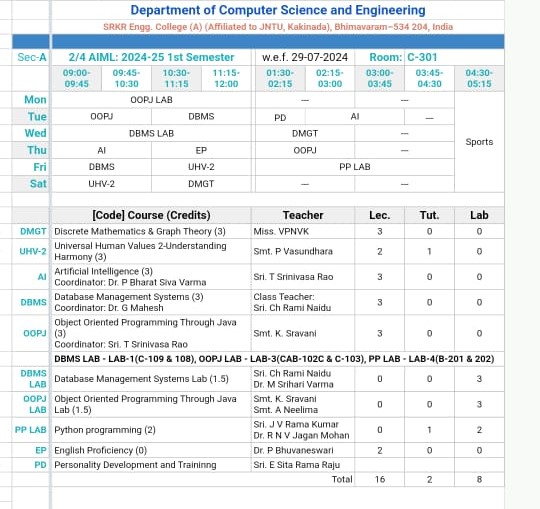 Department of Computer Science and Engineering
SRKR Engg. College (A) (Affiliated to JNTU, Kakinada), Bhimavaram-534 204, India
Sec-A 2/4 AIML: 2024-25 1st Semester w.e.f. 29-07-2024 Room: C-301
09:00- 09:45- 10:30- 11:15- 01:30- 02:15- 03:00- 03:45- 04:30-
09:45 10:30 11:15 12:00 02:15 03:00 03:45 04:30 05:15
Mon OOPJ LAB --- ---
Tue OOPJ DBMS PD AI ---
Wed DBMS LAB DMGT ---
Sports
Thu AI EP OOPJ ---
Fri DBMS UHV-2 PP LAB
Sat UHV-2 DMGT --- ---
[Code] Course (Credits) Teacher Lec. Tut. Lab
DMGT Discrete Mathematics & Graph Theory (3) Miss. VPNVK 3 0 0
UHV-2 Universal Human Values 2-Understanding
Harmony (3) Smt. P Vasundhara 2 1 0
AI Artificial Intelligence (3)
Coordinator: Dr. P Bharat Siva Varma Sri. T Srinivasa Rao 3 0 0
DBMS Database Management Systems (3) Class Teacher:
Coordinator: Dr. G Mahesh Sri. Ch Rami Naidu 3 0 0
OOPJ Object Oriented Programming Through Java
(3) Smt. K. Sravani 3 0 0
Coordinator: Sri. T Srinivasa Rao
DBMS LAB - LAB-1(C-109 & 108), OOPJ LAB - LAB-3(CAB-102C & C-103), PP LAB - LAB-4(B-201 & 202)
DBMS Sri. Ch Rami Naidu
LAB Database Management Systems Lab (1.5) Dr. M Srihari Varma 0 0 3
OOPJ Object Oriented Programming Through Java Smt. K. Sravani
LAB Lab (1.5) Smt. A Neelima 0 0 3
PP LAB Python programming (2) Sri. J V Rama Kumar 0 1 2
Dr. R N V Jagan Mohan
EP English Proficiency (0) Dr. P Bhuvaneswari 2 0 0
PD Personality Development and Traininng Sri. E Sita Rama Raju
Total 16 2 8